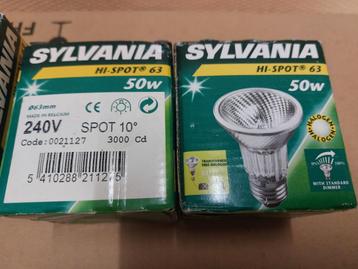 SYLVANIA
HI-SPOT® 63
50W
Ø63mm
MADE IN BELGIUM
240V SPOT 10°
Code:0021127 3000 Cd
5 410288 211275
SYLVANIA
HI-SPOT® 63
50W
HALOGEN
WITH STANDARD
DIMMER